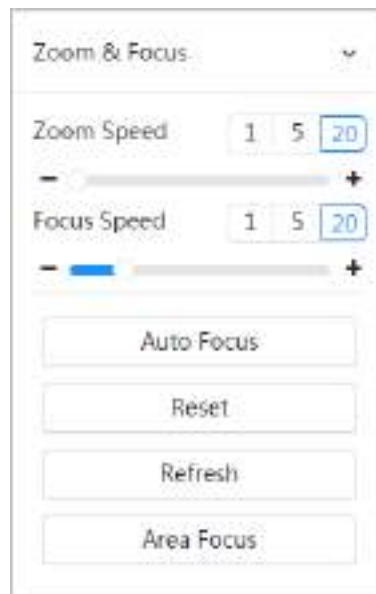 Zoom & Focus
Zoom Speed 1 5 20
- +
Focus Speed 1 5 20
- +
Auto Focus
Reset
Refresh
Area Focus